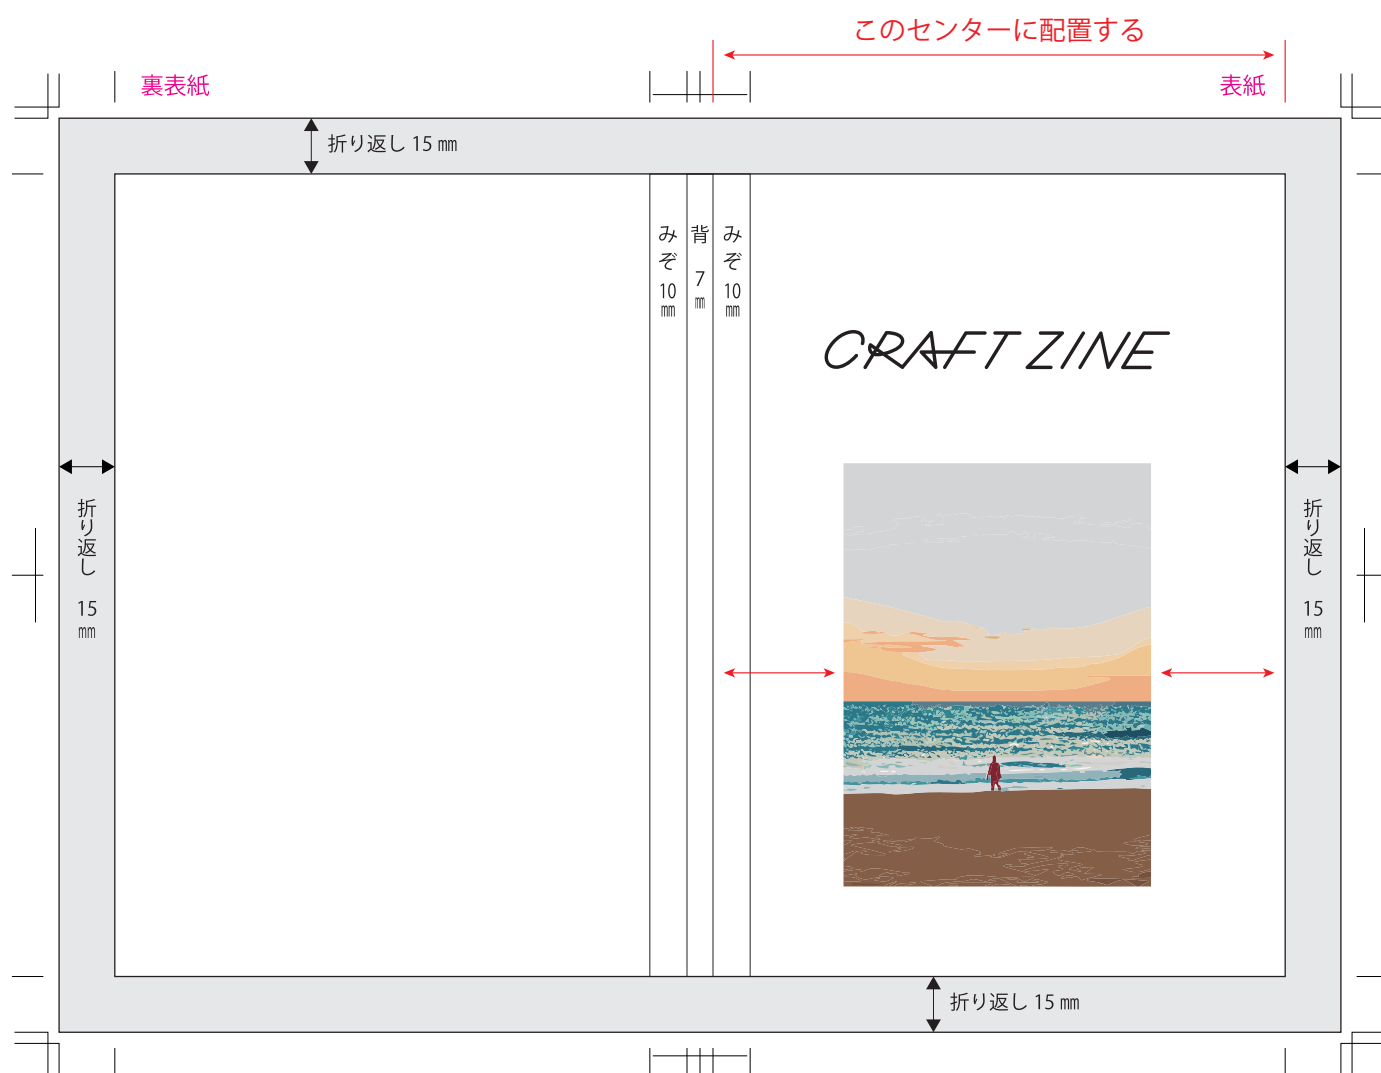 このセンターに配置する
裏表紙
表紙
折り返し 15 ㎜
みぞ 10 ㎜
背 7 ㎜
みぞ 10 ㎜
CRAFT ZINE
折り返し 15 ㎜
折り返し 15 ㎜
折り返し 15 ㎜